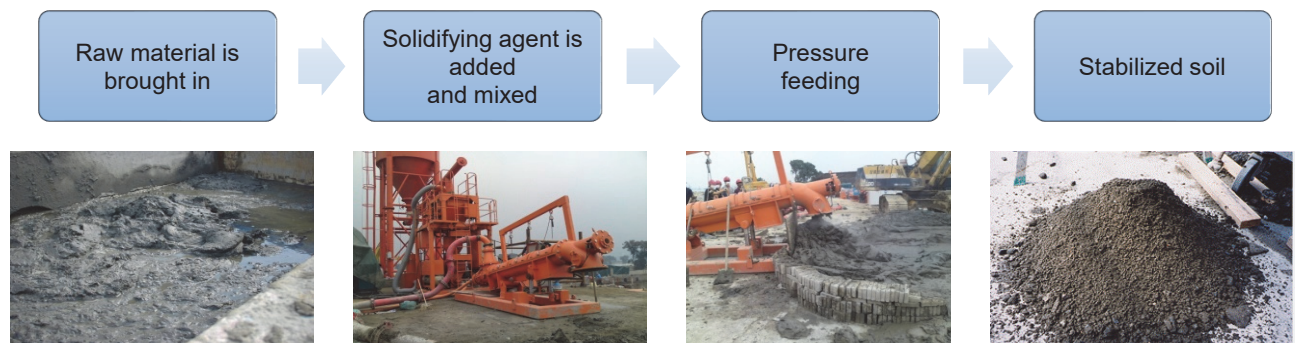 Raw material is
brought in
Solidifying agent is
added
and mixed
Pressure
feeding
Stabilized soil